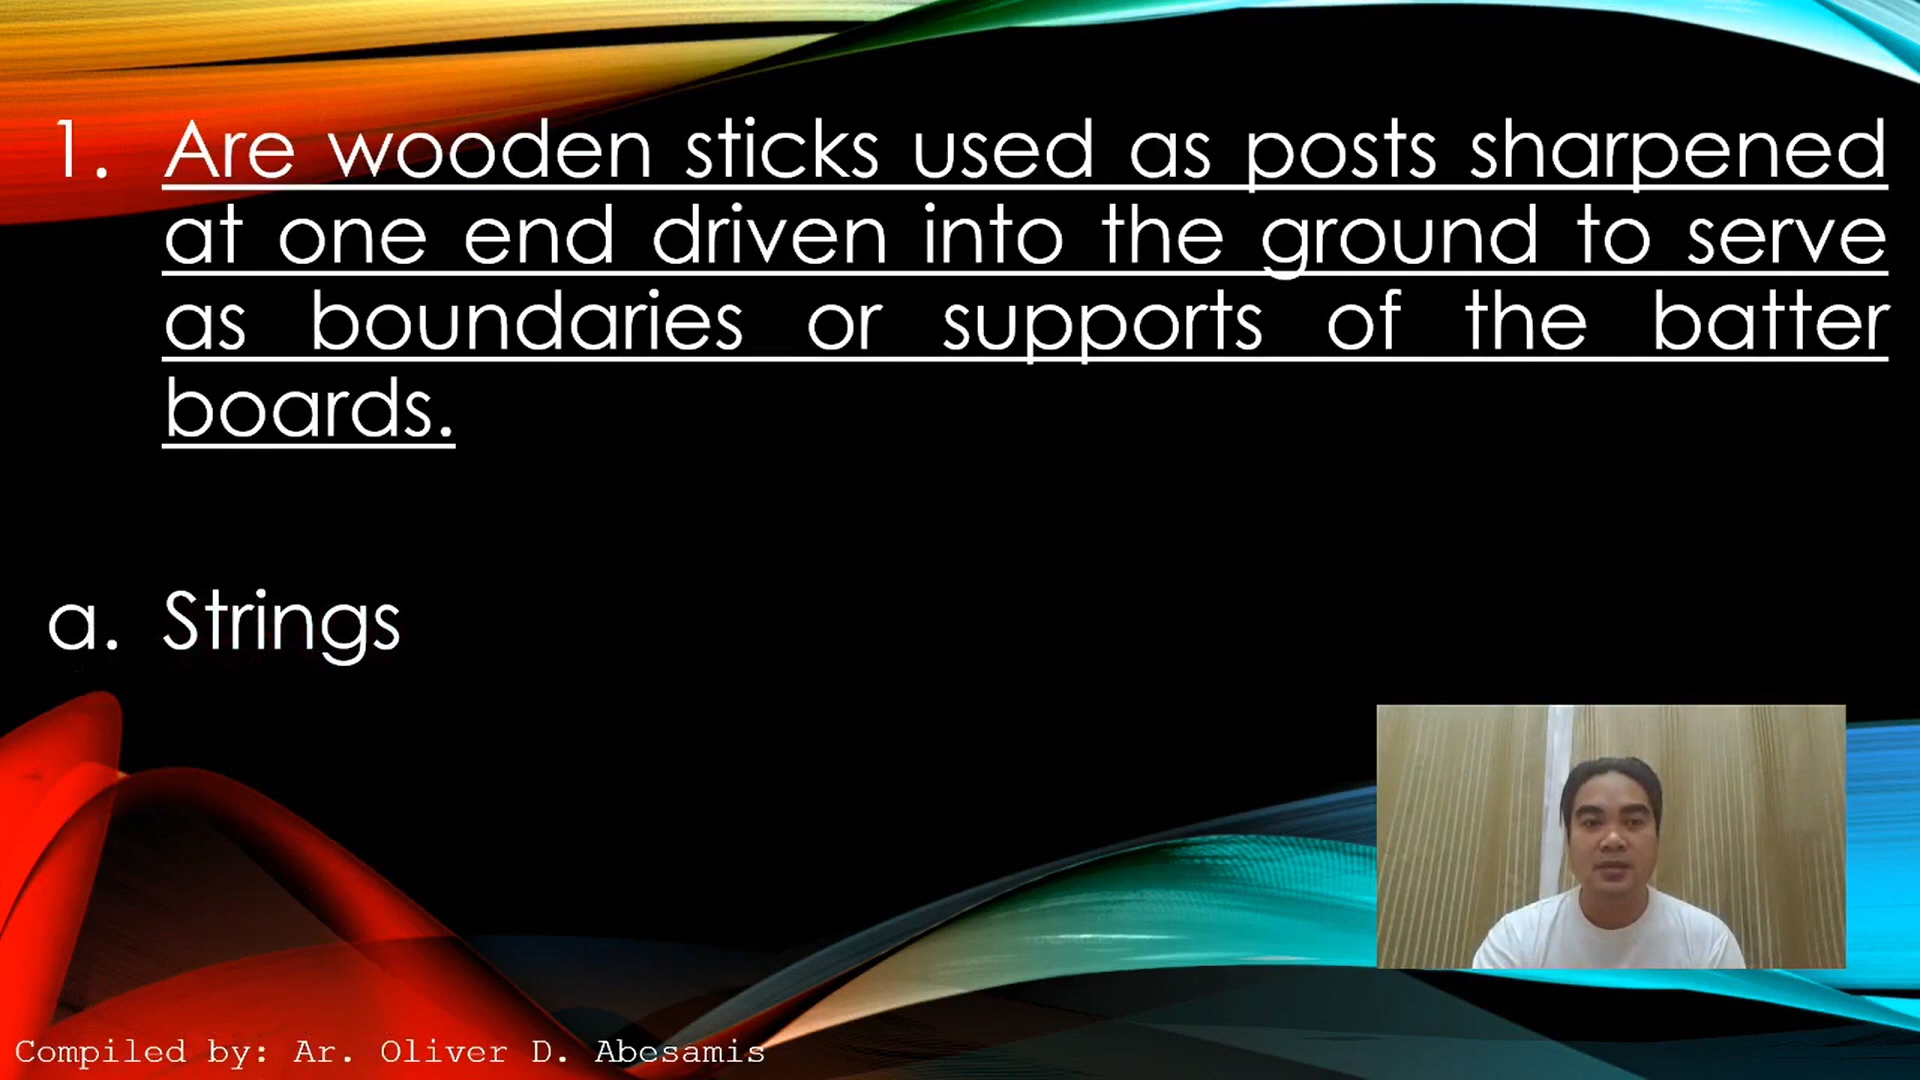 1. Are wooden sticks used as posts sharpened
at one end driven into the ground to serve
as boundaries or supports of the batter
boards.
a. Strings
Compiled by: Ar. Oliver D. Abesamis